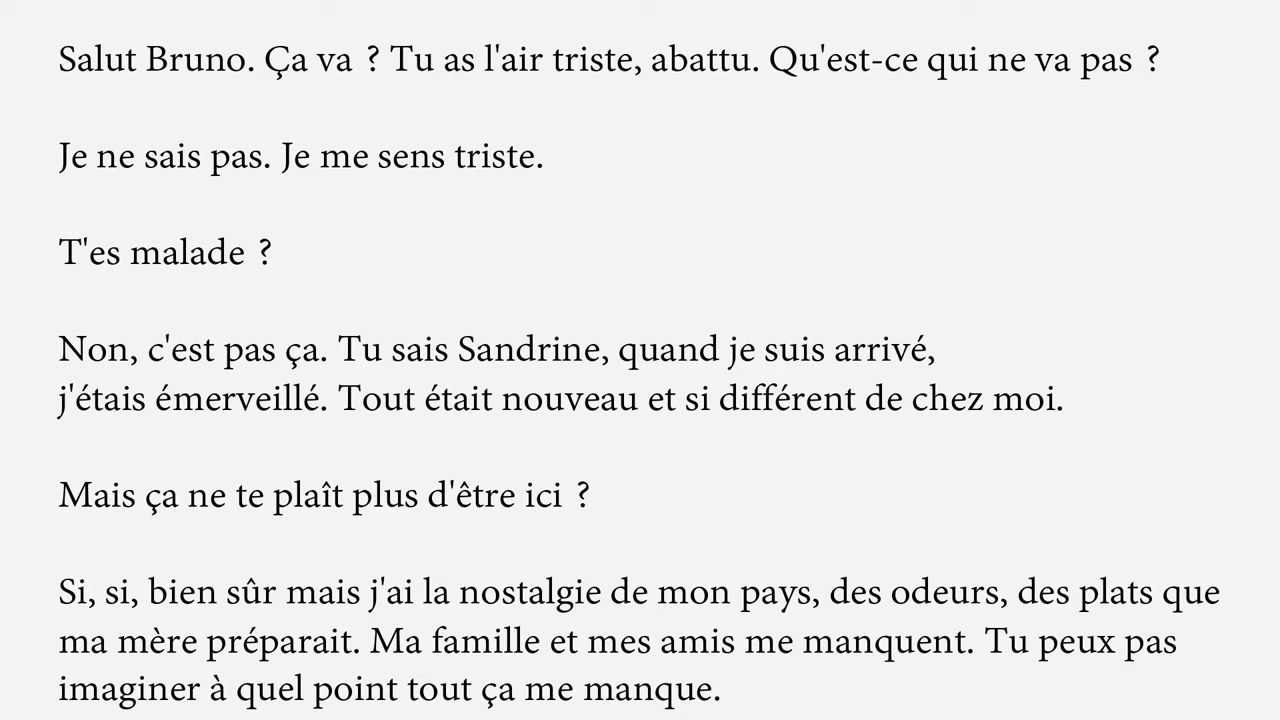 Salut Bruno. Ça va ? Tu as l'air triste, abattu. Qu'est-ce qui ne va pas ?
Je ne sais pas. Je me sens triste.
T'es malade ?
Non, c'est pas ça. Tu sais Sandrine, quand je suis arrivé,
j'étais émerveillé. Tout était nouveau et si différent de chez moi.
Mais ça ne te plaît plus d'être ici ?
Si, si, bien sûr mais j'ai la nostalgie de mon pays, des odeurs, des plats que
ma mère préparait. Ma famille et mes amis me manquent. Tu peux pas
imaginer à quel point tout ça me manque.